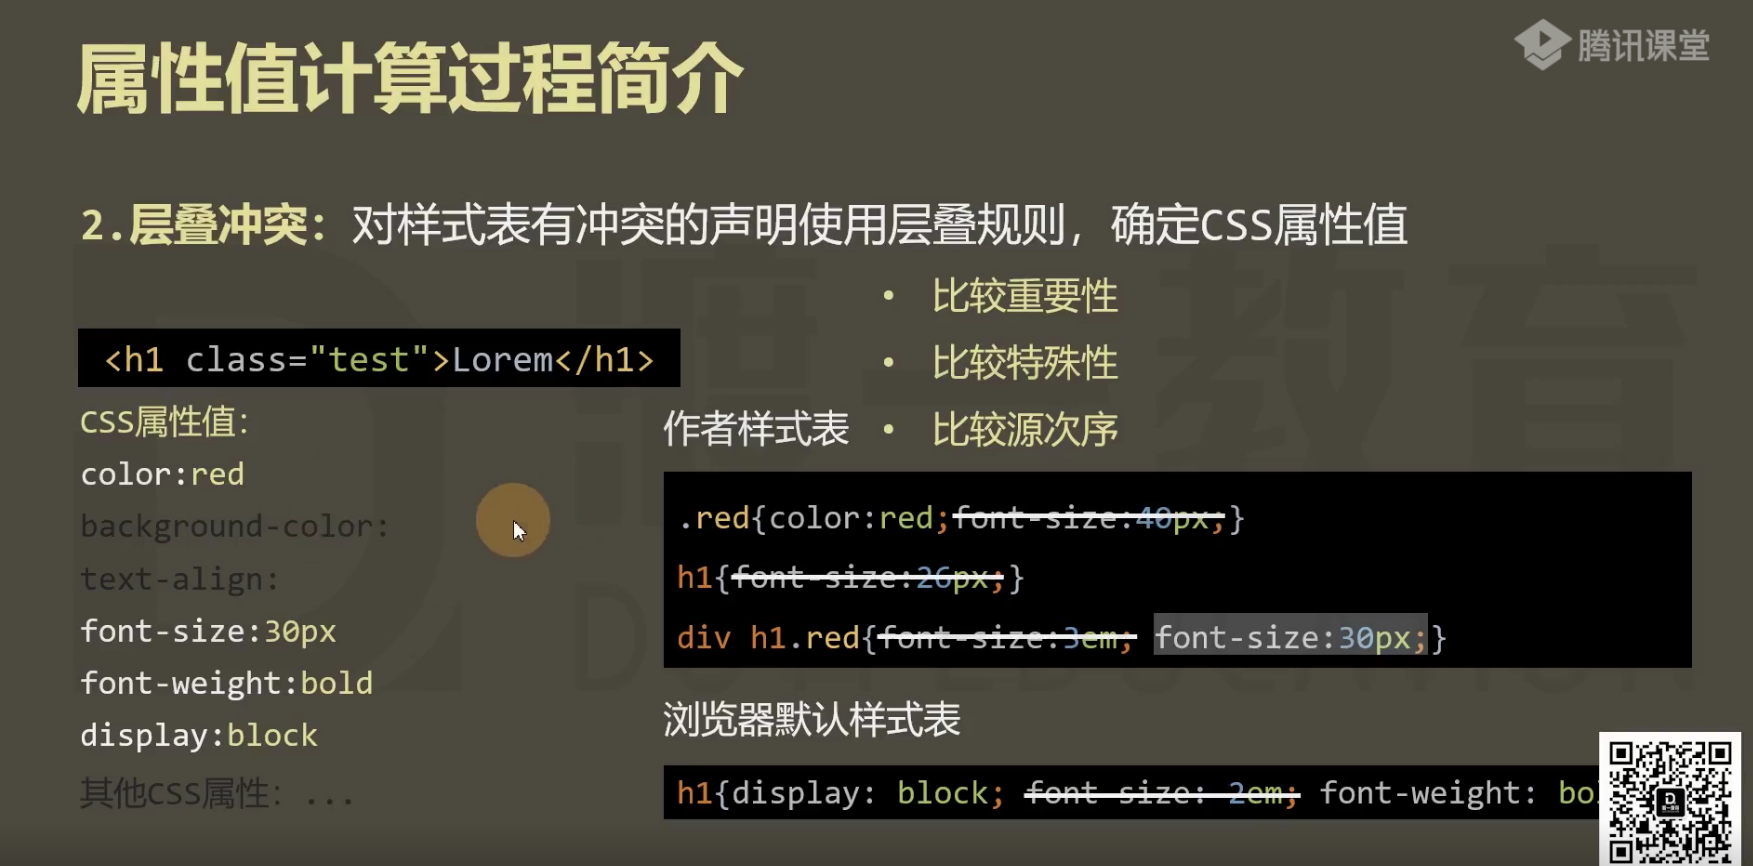 属性值计算过程简介
腾讯课堂
2.层叠冲突：对样式表有冲突的声明使用层叠规则，确定CSS属性值
• 比较重要性
• 比较特殊性
• 比较源次序
<h1 class="test">Lorem</h1>
CSS属性值：
color:red
background-color:
text-align:
font-size:30px
font-weight:bold
display:block
其他CSS属性：...
作者样式表
.red{color:red;font-size:40px;}
h1{font-size:26px;}
div h1.red{font-size:3em; font-size:30px;}
浏览器默认样式表
h1{display: block; font-size: 2em; font-weight: bo